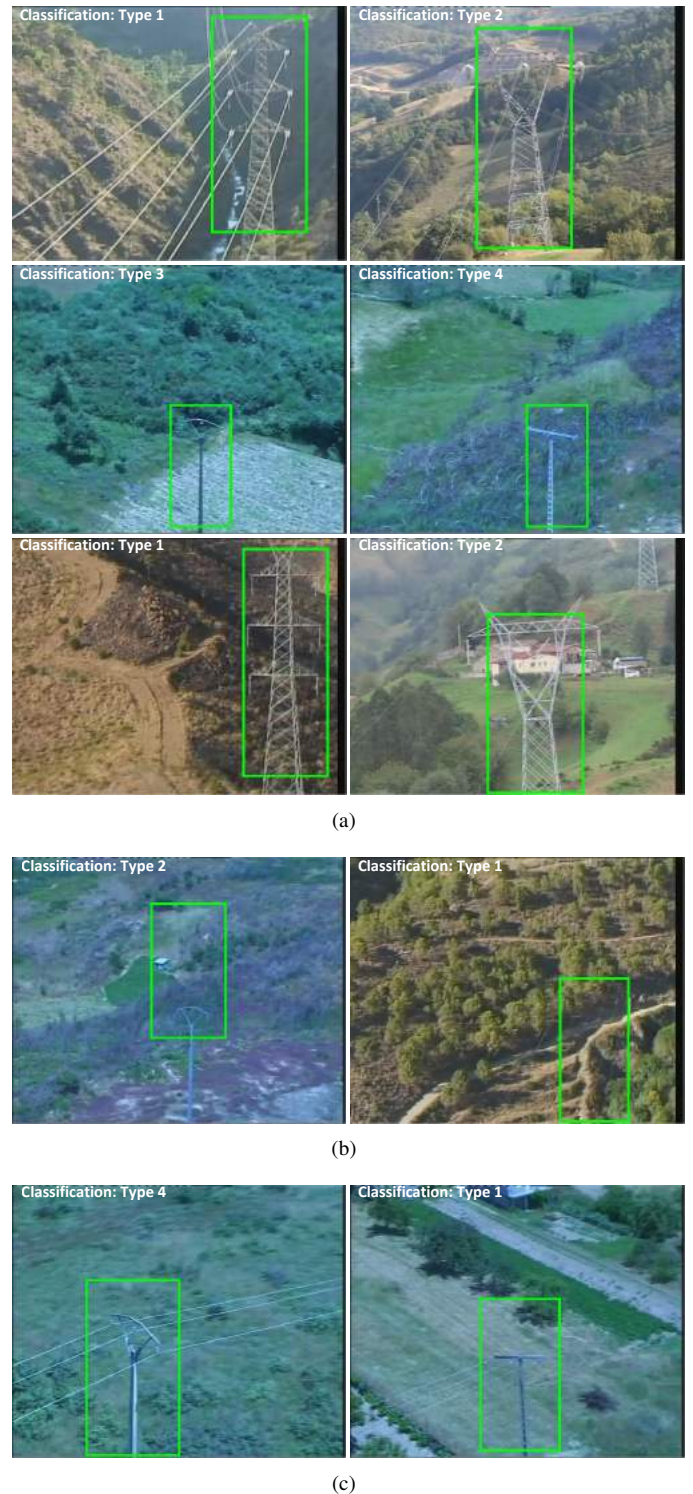 Classification: Type 1
Classification: Type 2
Classification: Type 3
Classification: Type 4
Classification: Type 1
Classification: Type 2
(a)
Classification: Type 2
Classification: Type 1
(b)
Classification: Type 4
Classification: Type 1
(c)